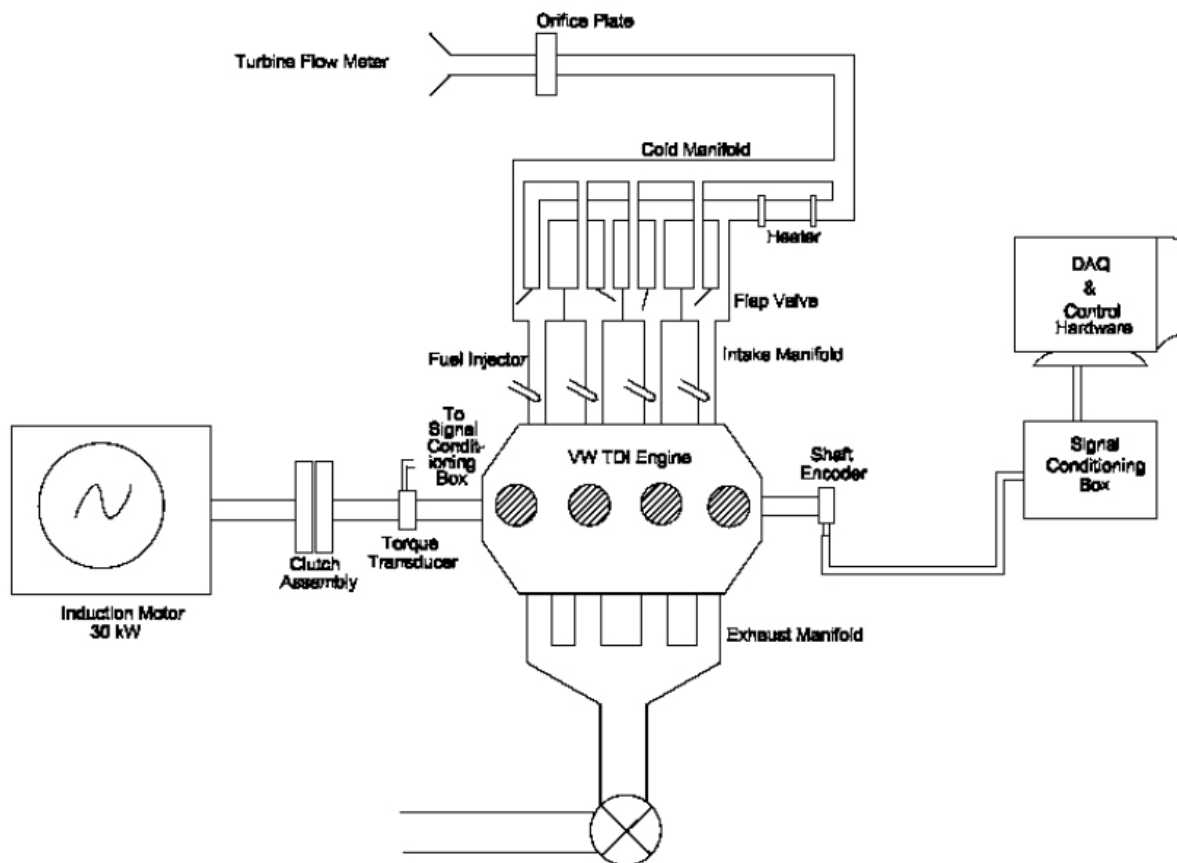 Orifice Plate
Turbine Flow Meter
Cold Manifold
Heater
DAQ
&
Control
Hardware
Flap Valve
Fuel Injector
Intake Manifold
To
Signal
Condit-
ioning
Box
VW TDI Engine
Shaft
Encoder
Signal
Conditioning
Box
Torque
Transducer
Clutch
Assembly
Induction Motor
30 kW
Exhaust Manifold